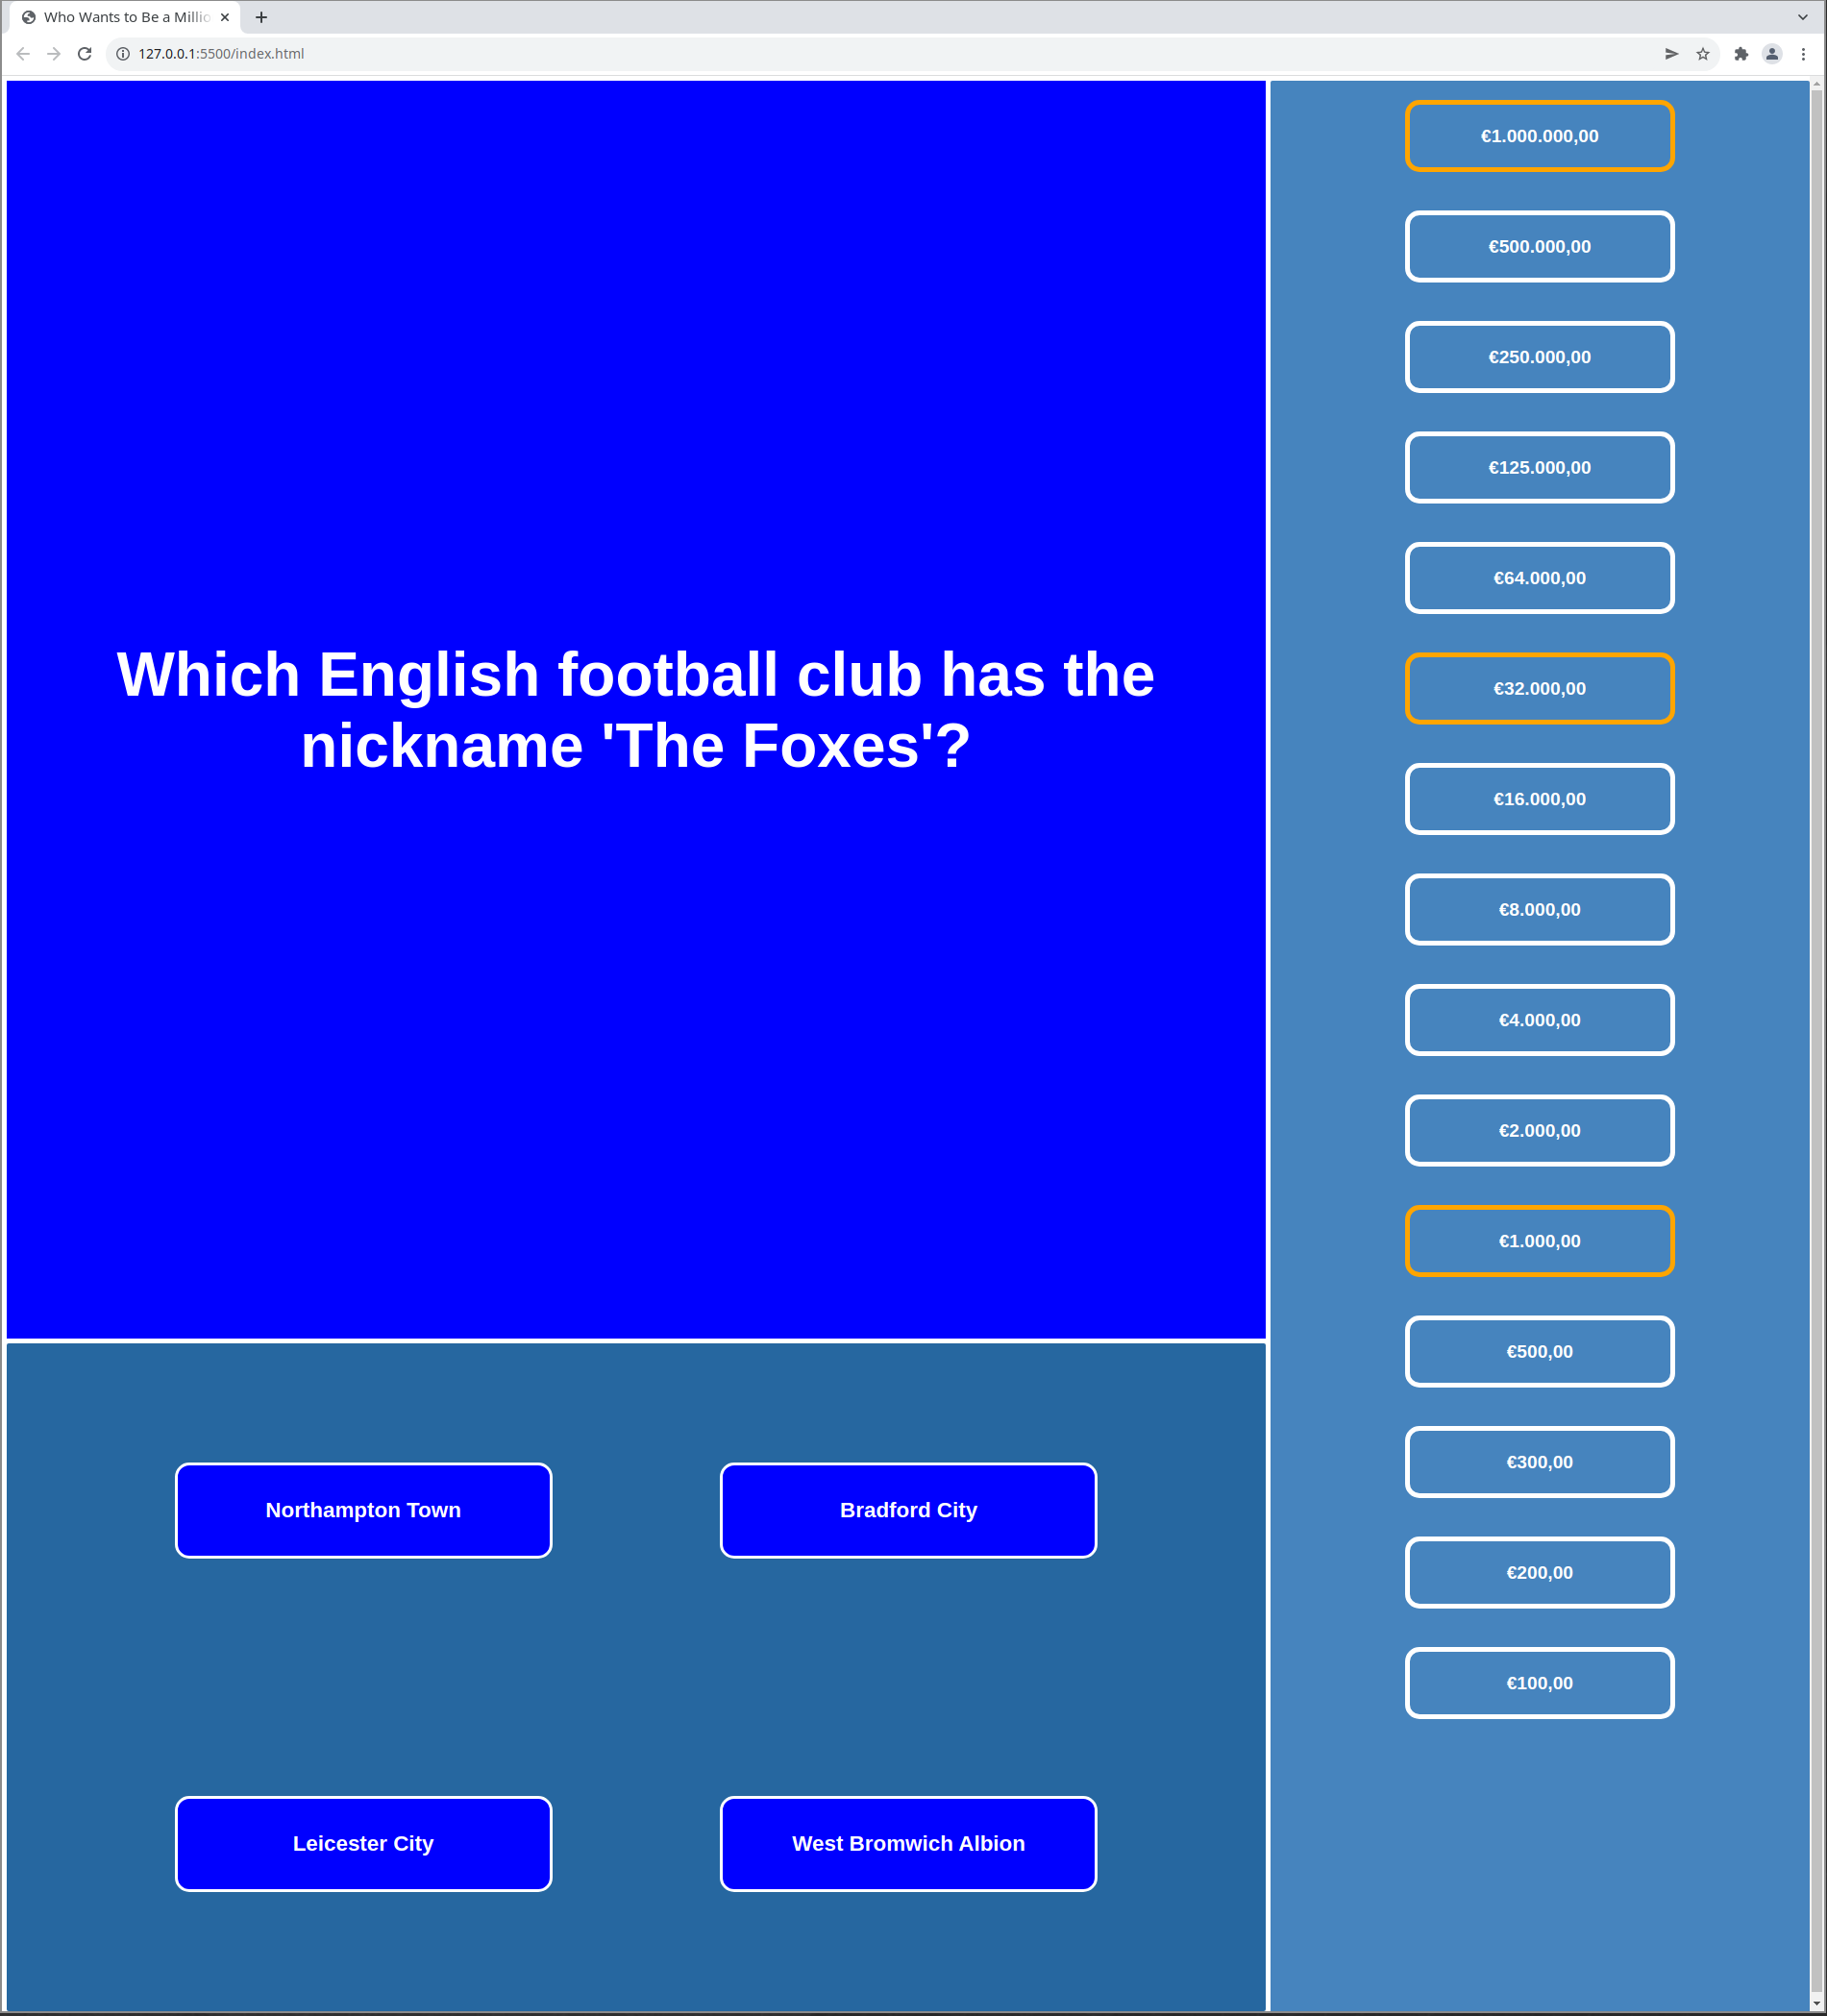 Who Wants to Be a Millio
127.0.0.1:5500/index.html
Which English football club has the
nickname 'The Foxes'?
Northampton Town
Bradford City
Leicester City
West Bromwich Albion
€1.000.000,00
€500.000,00
€250.000,00
€125.000,00
€64.000,00
€32.000,00
€16.000,00
€8.000,00
€4.000,00
€2.000,00
€1.000,00
€500,00
€300,00
€200,00
€100,00